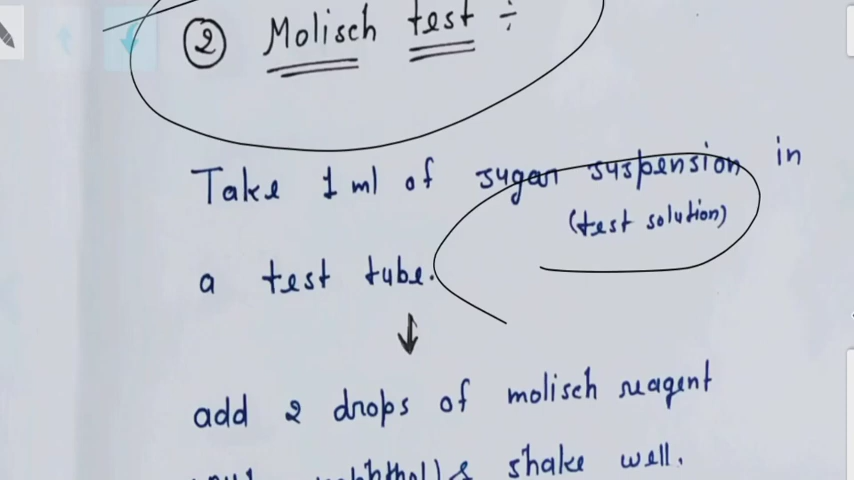 ② Molisch test ÷
Take 1 ml of sugar suspension in
(test solution)
a test tube.
↓
add 2 drops of molisch reagent
shake well.